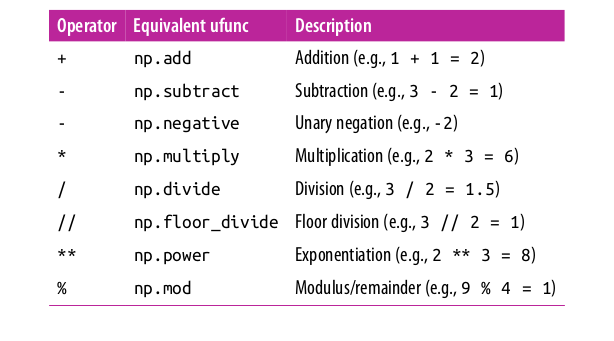 Operator Equivalent ufunc Description
+ np.add Addition (e.g., 1 + 1 = 2)
- np.subtract Subtraction (e.g., 3 - 2 = 1)
- np.negative Unary negation (e.g., -2)
* np.multiply Multiplication (e.g., 2 * 3 = 6)
/ np.divide Division (e.g., 3 / 2 = 1.5)
// np.floor_divide Floor division (e.g., 3 // 2 = 1)
** np.power Exponentiation (e.g., 2 ** 3 = 8)
% np.mod Modulus/remainder (e.g., 9 % 4 = 1)